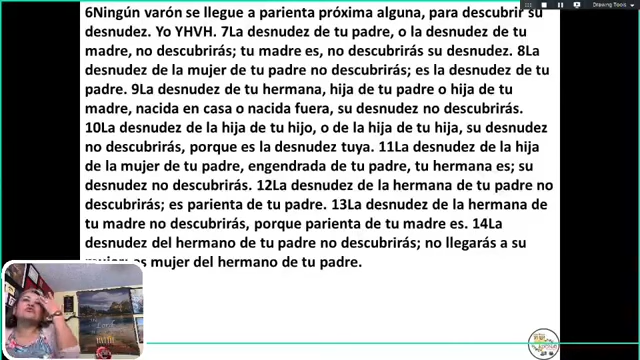 6Ningún varón se llegue a parienta próxima alguna, para descubrir su
desnudez. Yo YHVH. 7La desnudez de tu padre, o la desnudez de tu
madre, no descubrirás; tu madre es, no descubrirás su desnudez. 8La
desnudez de la mujer de tu padre no descubrirás; es la desnudez de tu
padre. 9La desnudez de tu hermana, hija de tu padre o hija de tu
madre, nacida en casa o nacida fuera, su desnudez no descubrirás.
10La desnudez de la hija de tu hijo, o de la hija de tu hija, su desnudez
no descubrirás, porque es la desnudez tuya. 11La desnudez de la hija
de la mujer de tu padre, engendrada de tu padre, tu hermana es; su
desnudez no descubrirás. 12La desnudez de la hermana de tu padre no
descubrirás; es parienta de tu padre. 13La desnudez de la hermana de
tu madre no descubrirás, porque parienta de tu madre es. 14La
desnudez del hermano de tu padre no descubrirás; no llegarás a su
mujer; es mujer del hermano de tu padre.
Drawing Tools
Lord